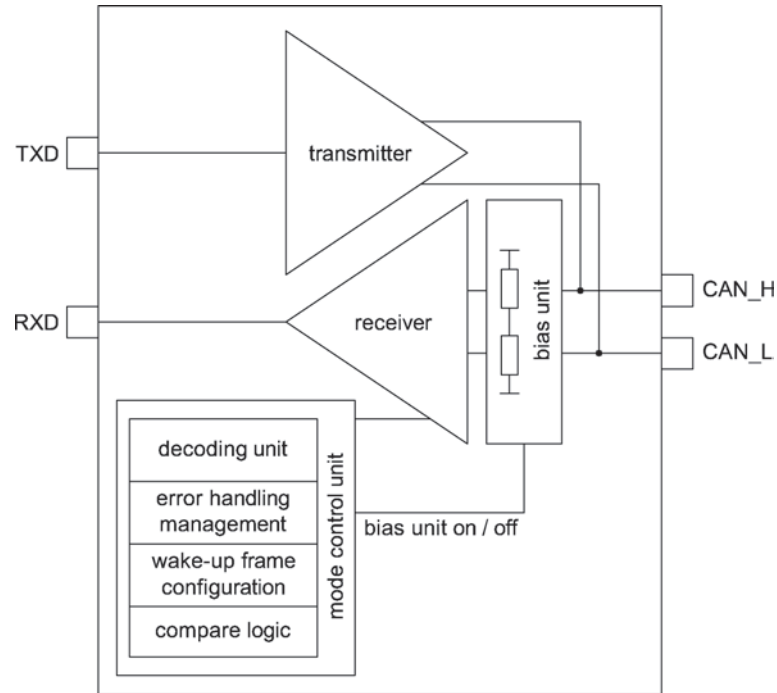 TXD
transmitter
RXD
receiver
bias unit
CAN_H
CAN_L
decoding unit
error handling
management
wake-up frame
configuration
compare logic
mode control unit
bias unit on / off